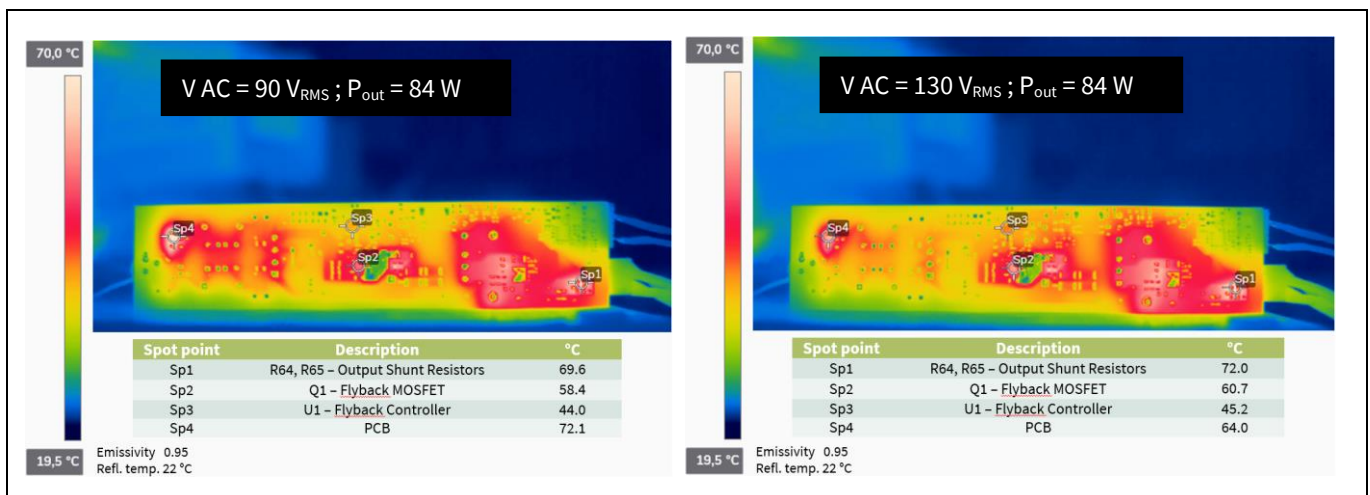 70,0 °C
V AC = 90 VRMS ; Pout = 84 W
Sp4
Sp3
Sp2
Sp1
Spot point Description °C
Sp1 R64, R65 – Output Shunt Resistors 69.6
Sp2 Q1 – Flyback MOSFET 58.4
Sp3 U1 – Flyback Controller 44.0
Sp4 PCB 72.1
19,5 °C
Emissivity 0.95
Refl. temp. 22 °C
70,0 °C
V AC = 130 VRMS ; Pout = 84 W
Sp4
Sp3
Sp2
Sp1
Spot point Description °C
Sp1 R64, R65 – Output Shunt Resistors 72.0
Sp2 Q1 – Flyback MOSFET 60.7
Sp3 U1 – Flyback Controller 45.2
Sp4 PCB 64.0
19,5 °C
Emissivity 0.95
Refl. temp. 22 °C